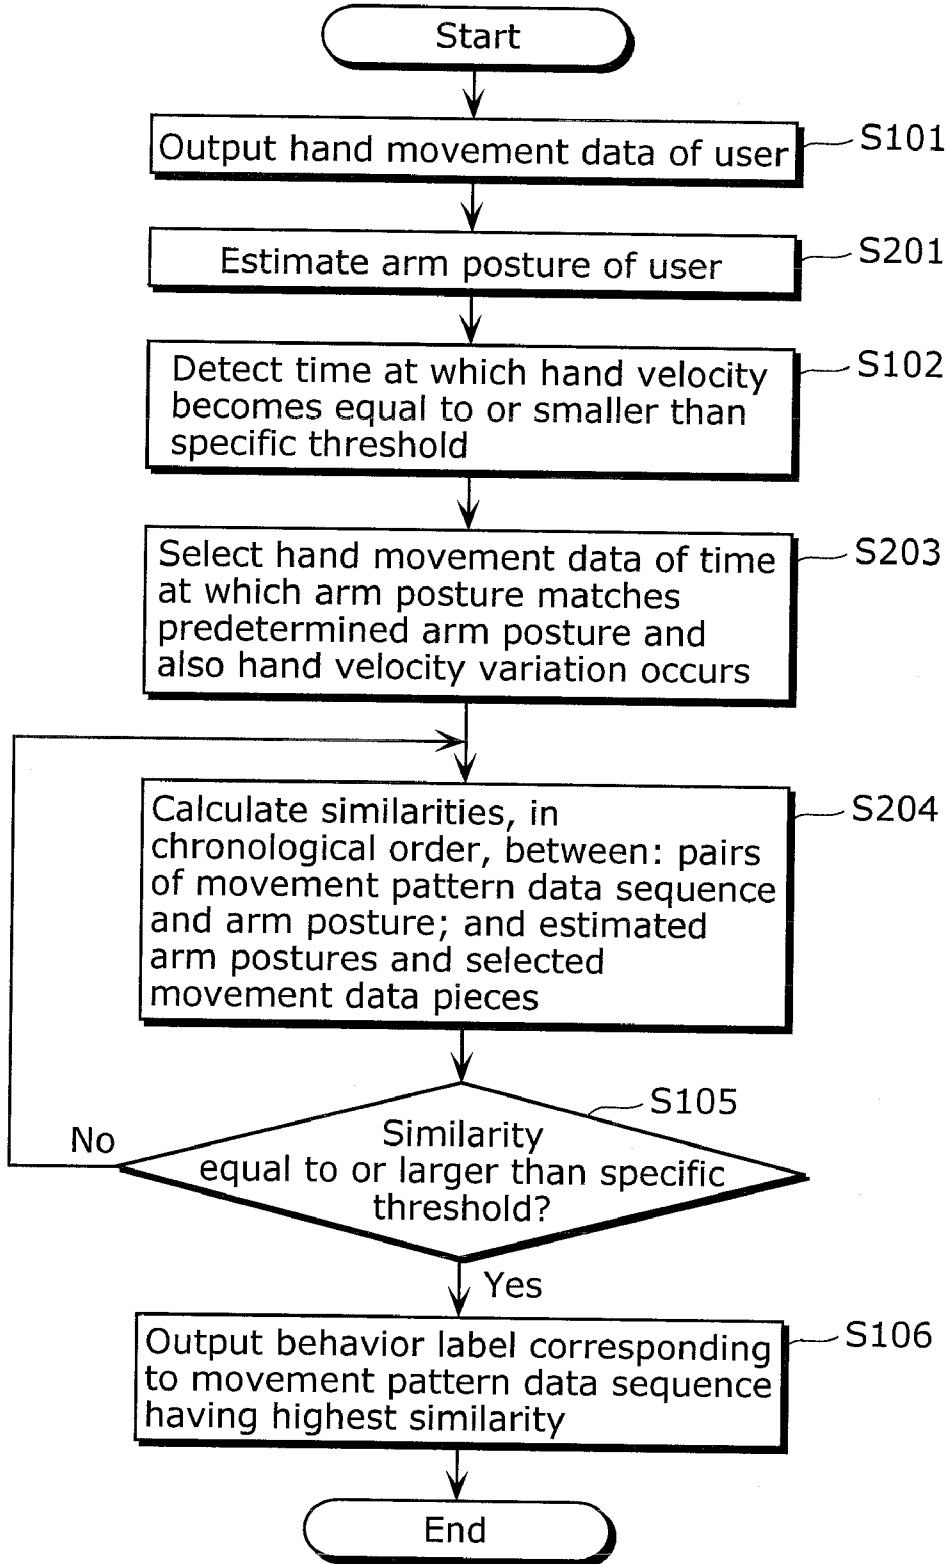 Start
Output hand movement data of user
S101
Estimate arm posture of user
S201
Detect time at which hand velocity
becomes equal to or smaller than
specific threshold
S102
Select hand movement data of time
at which arm posture matches
predetermined arm posture and
also hand velocity variation occurs
S203
Calculate similarities, in
chronological order, between: pairs
of movement pattern data sequence
and arm posture; and estimated
arm postures and selected
movement data pieces
S204
S105
No
Similarity
equal to or larger than specific
threshold?
Yes
Output behavior label corresponding
to movement pattern data sequence
having highest similarity
S106
End